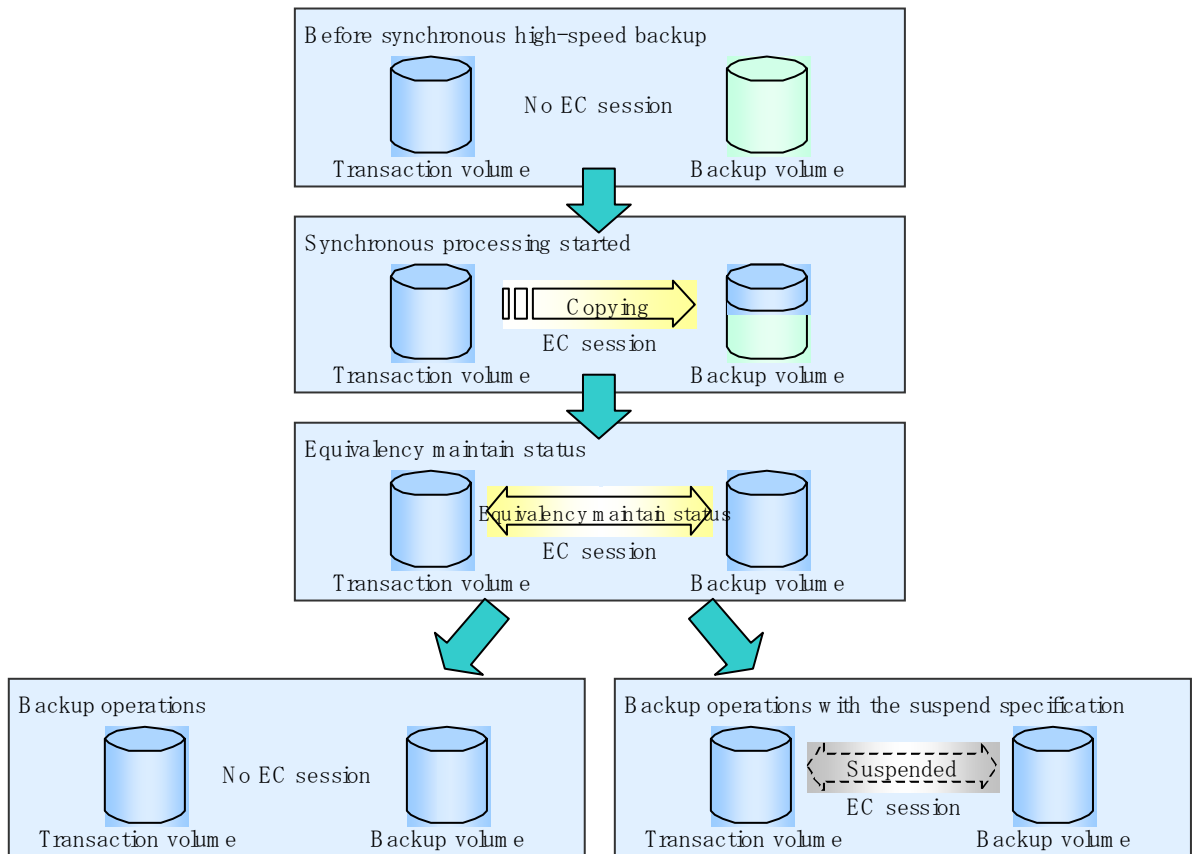 Before synchronous high-speed backup
No EC session
Transaction volume
Backup volume
Synchronous processing started
Copying
EC session
Transaction volume
Backup volume
Equivalency maintain status
Equivalency maintain status
EC session
Transaction volume
Backup volume
Backup operations
No EC session
Transaction volume
Backup volume
Backup operations with the suspend specification
Suspended
EC session
Transaction volume
Backup volume